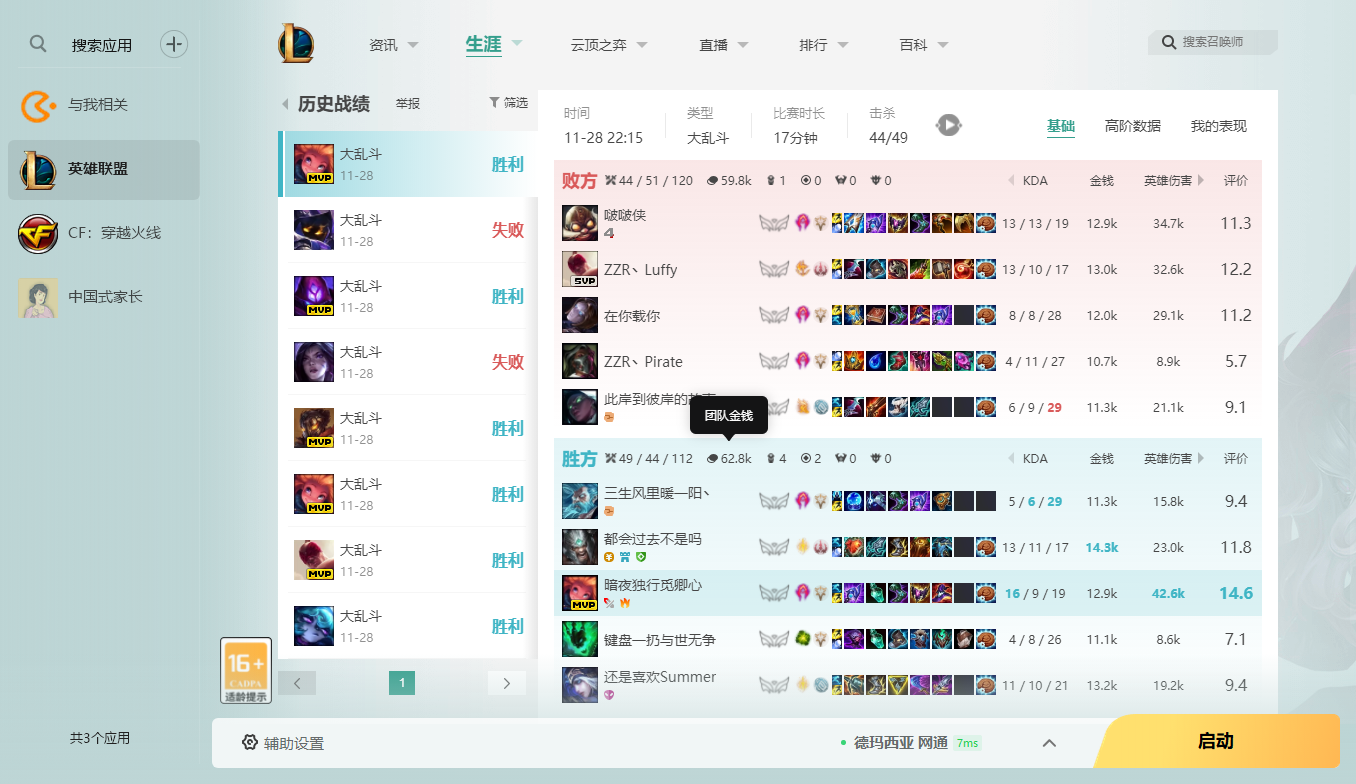 搜索应用
与我相关
英雄联盟
CF：穿越火线
中国式家长
共3个应用
资讯
生涯
云顶之弈
直播
排行
百科
搜索召唤师
历史战绩
举报
筛选
MVP
大乱斗
11-28
胜利
大乱斗
11-28
失败
MVP
大乱斗
11-28
胜利
大乱斗
11-28
失败
MVP
大乱斗
11-28
胜利
MVP
大乱斗
11-28
胜利
MVP
大乱斗
11-28
胜利
大乱斗
11-28
胜利
1
16+
CADPA
适龄提示
时间
11-28 22:15
类型
大乱斗
比赛时长
17分钟
击杀
44/49
基础
高阶数据
我的表现
败方 44 / 51 / 120 59.8k 1 0 0 0 KDA 金钱 英雄伤害 评价
啵啵侠
4
13 / 13 / 19 12.9k 34.7k 11.3
SVP
ZZR丶Luffy 13 / 10 / 17 13.0k 32.6k 12.2
在你载你 8 / 8 / 28 12.0k 29.1k 11.2
ZZR丶Pirate 4 / 11 / 27 10.7k 8.9k 5.7
此岸到彼岸的 6 / 9 / 29 11.3k 21.1k 9.1
团队金钱
胜方 49 / 44 / 112 62.8k 4 2 0 0 KDA 金钱 英雄伤害 评价
三生风里暖一阳丶 5 / 6 / 29 11.3k 15.8k 9.4
都会过去不是吗 13 / 11 / 17 14.3k 23.0k 11.8
MVP
暗夜独行觅卿心 16 / 9 / 19 12.9k 42.6k 14.6
键盘一扔与世无争 4 / 8 / 26 11.1k 8.6k 7.1
还是喜欢Summer 11 / 10 / 21 13.2k 19.2k 9.4
辅助设置
德玛西亚 网通 7ms
启动